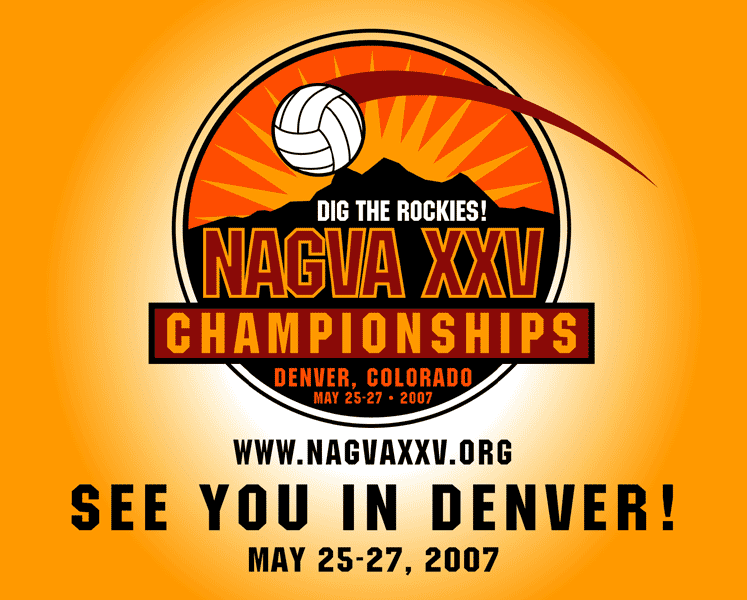 DIG THE ROCKIES!
NAGVA XXV
CHAMPIONSHIPS
DENVER, COLORADO
MAY 25-27 • 2007
WWW.NAGVAXXV.ORG
SEE YOU IN DENVER!
MAY 25-27, 2007